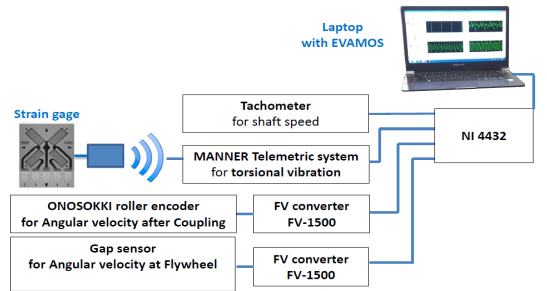 Laptop
with EVAMOS
Strain gage
Tachometer
for shaft speed
NI 4432
MANNER Telemetric system
for torsional vibration
ONOSOKKI roller encoder
for Angular velocity after Coupling
FV converter
FV-1500
Gap sensor
for Angular velocity at Flywheel
FV converter
FV-1500